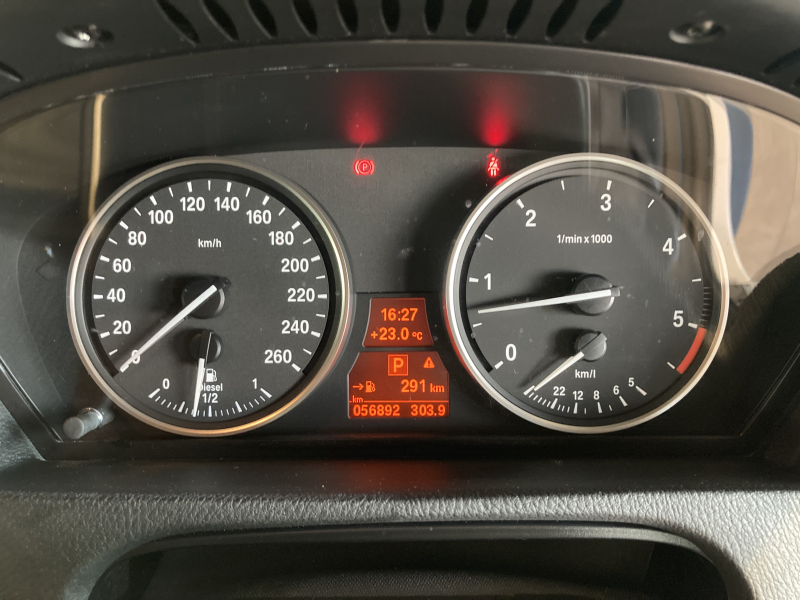 P
0
20
40
60
80
100
120
140
160
180
200
220
240
260
km/h
0
1/2
1
Diesel
16:27
+23.0 °C
P
291 km
km
056892 303.9
0
1
2
3
4
5
1/min x 1000
km/l
22 12 8 6 5